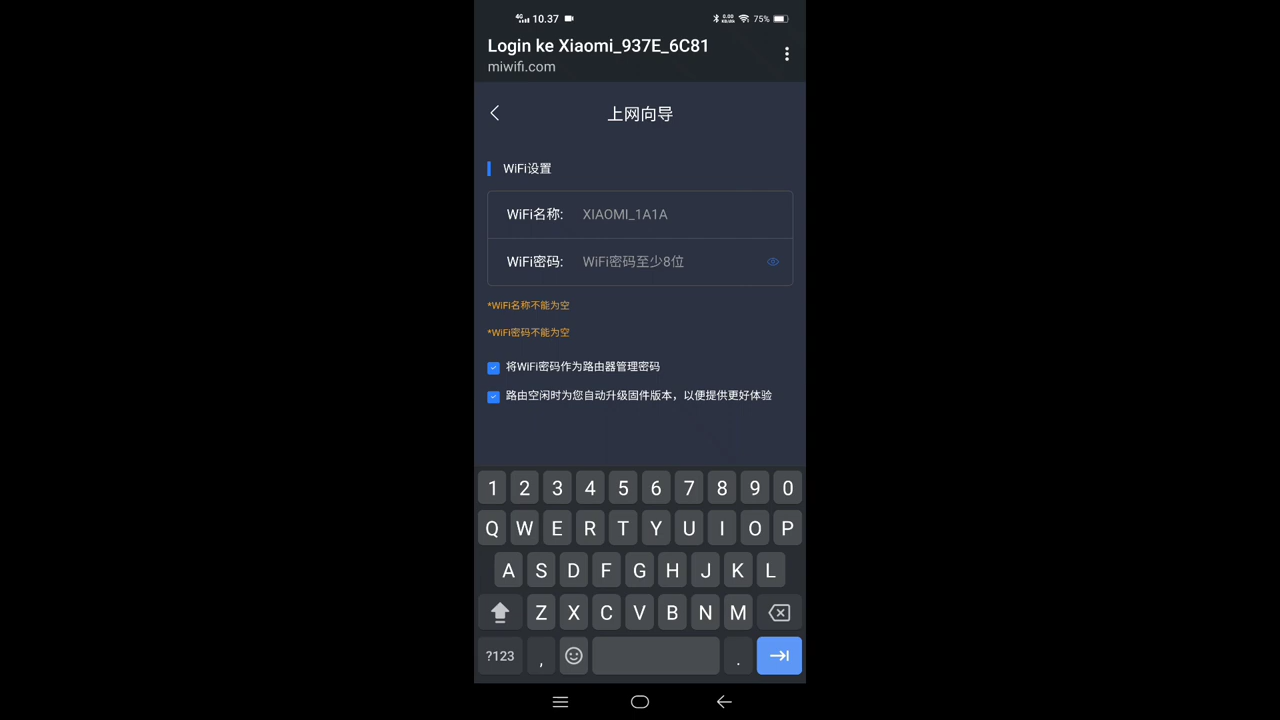 4G 10.37 0.00 KB/S 75%
Login ke Xiaomi_937E_6C81
miwifi.com
上网向导
WiFi设置
WiFi名称: XIAOMI_1A1A
WiFi密码: WiFi密码至少8位
*WiFi名称不能为空
*WiFi密码不能为空
将WiFi密码作为路由器管理密码
路由空闲时为您自动升级固件版本，以便提供更好体验
1 2 3 4 5 6 7 8 9 0
Q W E R T Y U I O P
A S D F G H J K L
Z X C V B N M
?123 , .